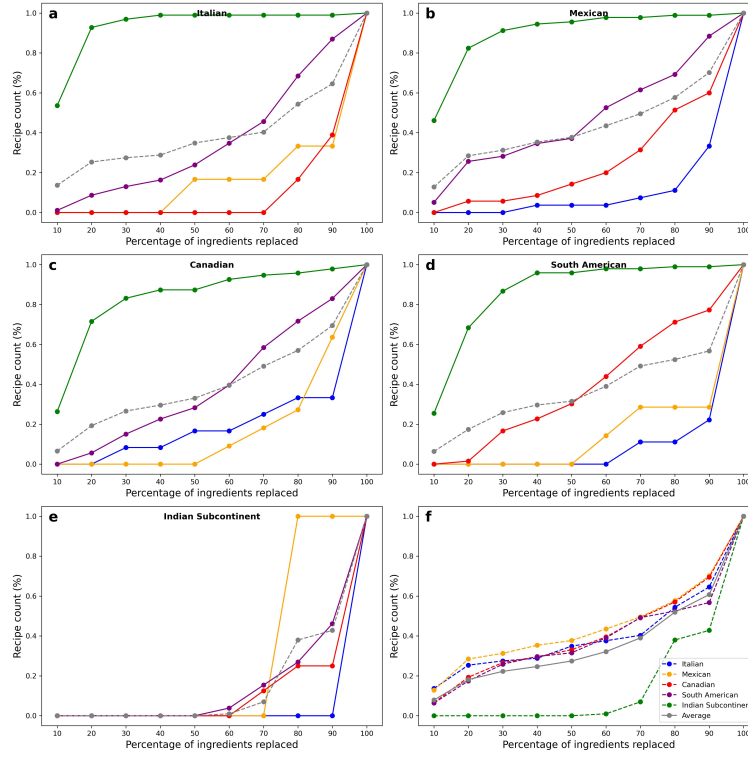 a
Italian
Recipe count (%)
1.0
0.8
0.6
0.4
0.2
0.0
10 20 30 40 50 60 70 80 90 100
Percentage of ingredients replaced
b
Mexican
Recipe count (%)
1.0
0.8
0.6
0.4
0.2
0.0
10 20 30 40 50 60 70 80 90 100
Percentage of ingredients replaced
c
Canadian
Recipe count (%)
1.0
0.8
0.6
0.4
0.2
0.0
10 20 30 40 50 60 70 80 90 100
Percentage of ingredients replaced
d
South American
Recipe count (%)
1.0
0.8
0.6
0.4
0.2
0.0
10 20 30 40 50 60 70 80 90 100
Percentage of ingredients replaced
e
Indian Subcontinent
Recipe count (%)
1.0
0.8
0.6
0.4
0.2
0.0
10 20 30 40 50 60 70 80 90 100
Percentage of ingredients replaced
f
Recipe count (%)
1.0
0.8
0.6
0.4
0.2
0.0
10 20 30 40 50 60 70 80 90 100
Percentage of ingredients replaced
Italian
Mexican
Canadian
South American
Indian Subcontinent
Average